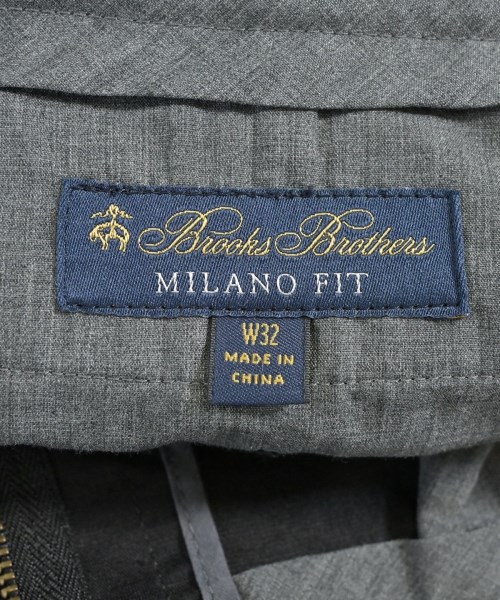 Brooks Brothers
MILANO FIT
W32
MADE IN
CHINA